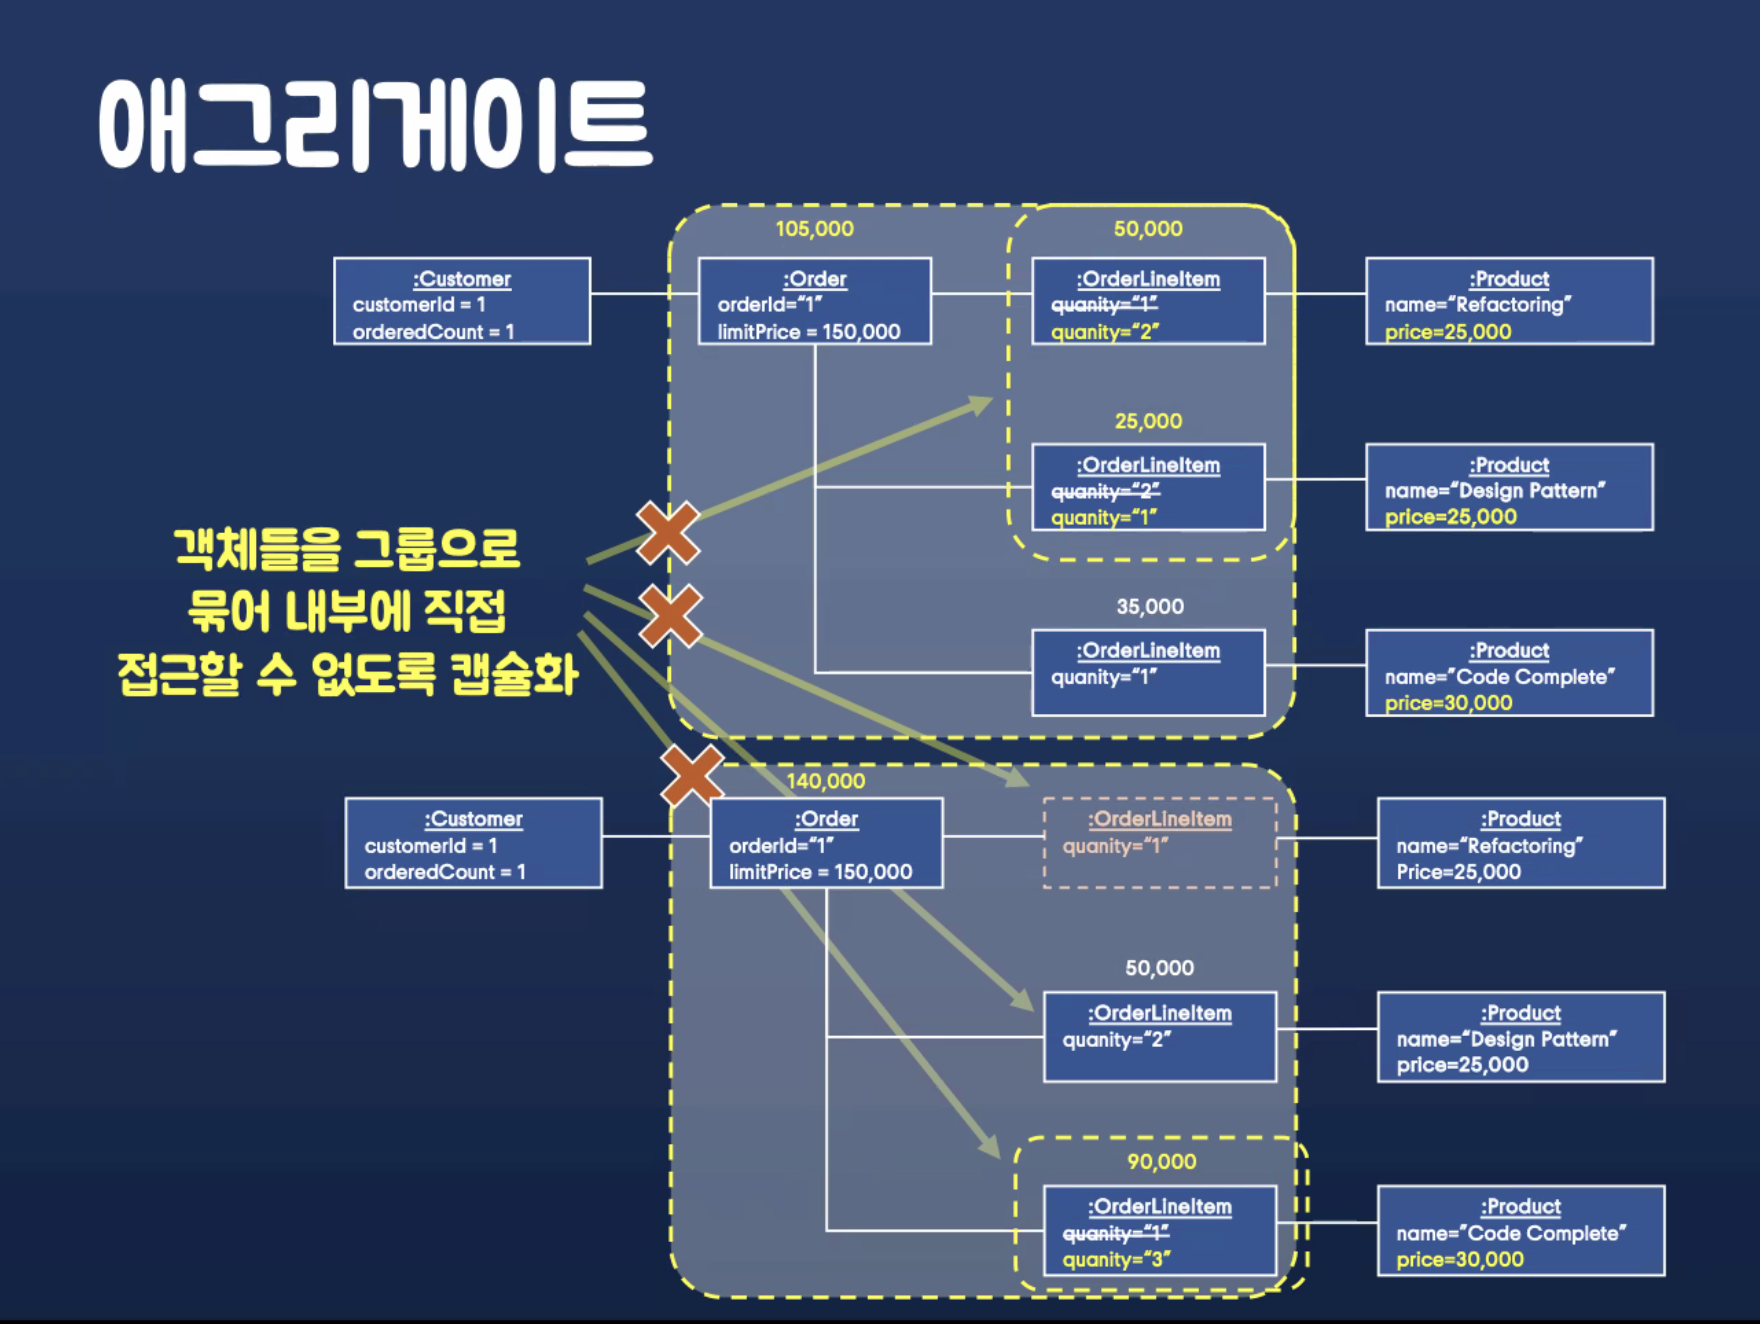 애그리게이트
105,000
50,000
:Customer
customerId = 1
orderedCount = 1
:Order
orderId=“1”
limitPrice = 150,000
:OrderLineItem
quanity=“1”
quanity=“2”
:Product
name=“Refactoring”
price=25,000
25,000
:OrderLineItem
quanity=“2”
quanity=“1”
:Product
name=“Design Pattern”
price=25,000
객체들을 그룹으로
묶어 내부에 직접
접근할 수 없도록 캡슐화
35,000
:OrderLineItem
quanity=“1”
:Product
name=“Code Complete”
price=30,000
140,000
:Customer
customerId = 1
orderedCount = 1
:Order
orderId=“1”
limitPrice = 150,000
:OrderLineItem
quanity=“1”
:Product
name=“Refactoring”
Price=25,000
50,000
:OrderLineItem
quanity=“2”
:Product
name=“Design Pattern”
price=25,000
90,000
:OrderLineItem
quanity=“1”
quanity=“3”
:Product
name=“Code Complete”
price=30,000